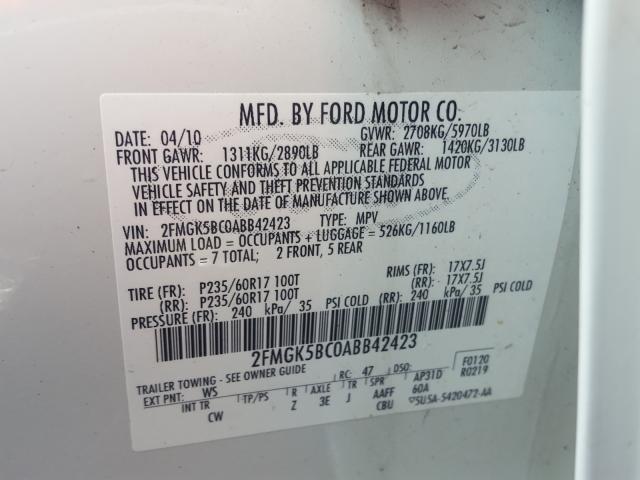 MFD. BY FORD MOTOR CO.
DATE: 04/10 GVWR: 2708KG/5970LB
FRONT GAWR: 1311KG/2890LB REAR GAWR: 1420KG/3130LB
THIS VEHICLE CONFORMS TO ALL APPLICABLE FEDERAL MOTOR
VEHICLE SAFETY AND THEFT PREVENTION STANDARDS
IN EFFECT ON THE DATE OF MANUFACTURE SHOWN ABOVE.
VIN: 2FMGK5BC0ABB42423 TYPE: MPV
MAXIMUM LOAD = OCCUPANTS + LUGGAGE = 526KG/1160LB
OCCUPANTS = 7 TOTAL; 2 FRONT, 5 REAR
TIRE (FR): P235/60R17 100T RIMS (FR): 17X7.5J
(RR): P235/60R17 100T (RR): 17X7.5J
PRESSURE (FR): 240 kPa/ 35 PSI COLD (RR): 240 kPa/ 35 PSI COLD
2FMGK5BC0ABB42423
TRAILER TOWING - SEE OWNER GUIDE F0120
EXT PNT: WS RC: 47 DSO: AP31D R0219
INT TR TP/PS R AXLE TR SPR 60A
CW Z 3E J AAFF
CBU 5U5A-5420472-AA